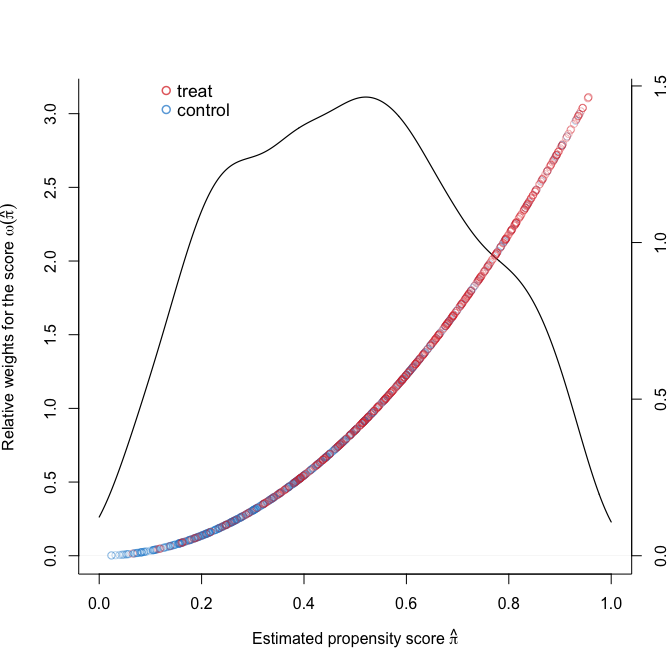 treat
control
Relative weights for the score ω(π̂)
3.0
2.5
2.0
1.5
1.0
0.5
0.0
1.5
1.0
0.5
0.0
0.0 0.2 0.4 0.6 0.8 1.0
Estimated propensity score π̂